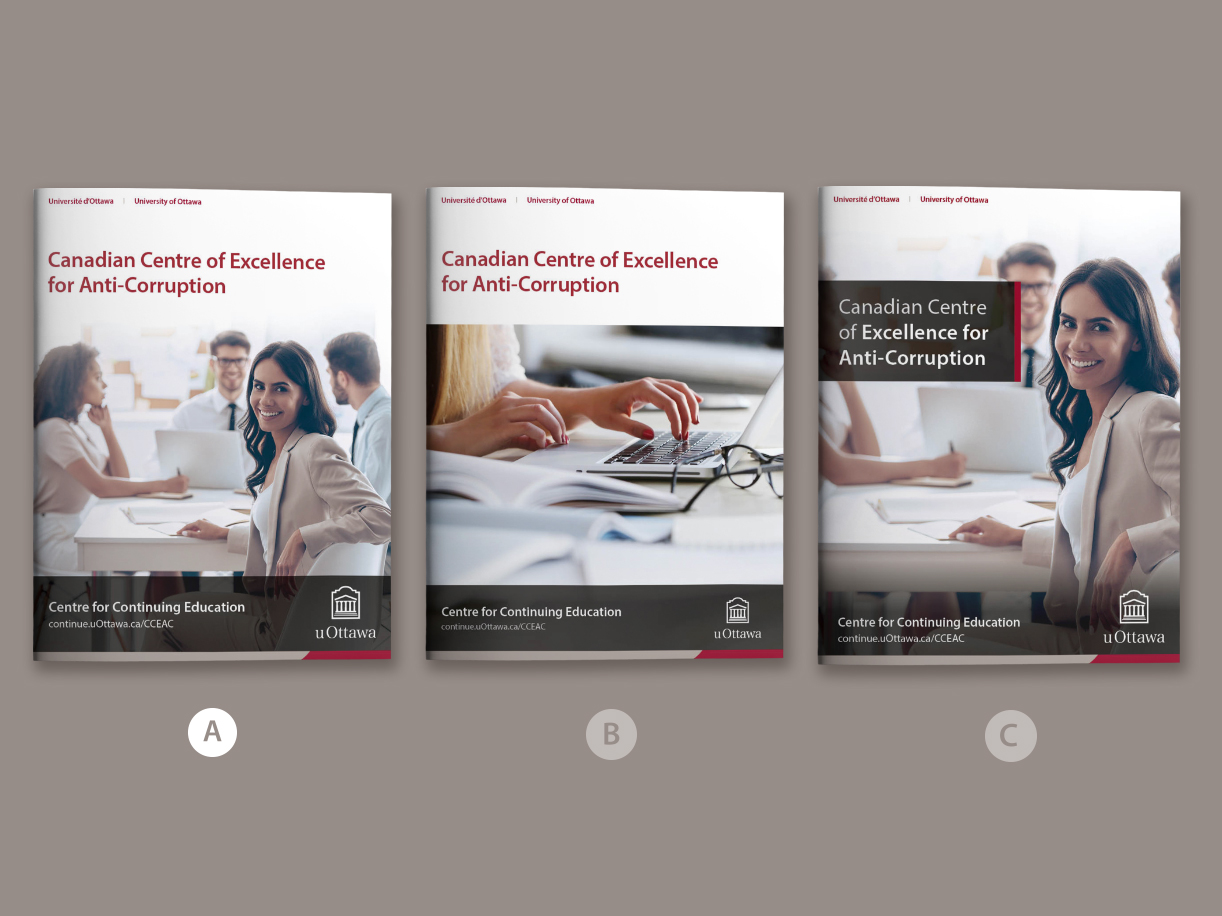 Université d'Ottawa | University of Ottawa
Canadian Centre of Excellence
for Anti-Corruption
Centre for Continuing Education
continue.uOttawa.ca/CCEAC
uOttawa
A
Université d'Ottawa | University of Ottawa
Canadian Centre of Excellence
for Anti-Corruption
Centre for Continuing Education
continue.uOttawa.ca/CCEAC
uOttawa
B
Université d'Ottawa | University of Ottawa
Canadian Centre
of Excellence for
Anti-Corruption
Centre for Continuing Education
continue.uOttawa.ca/CCEAC
uOttawa
C